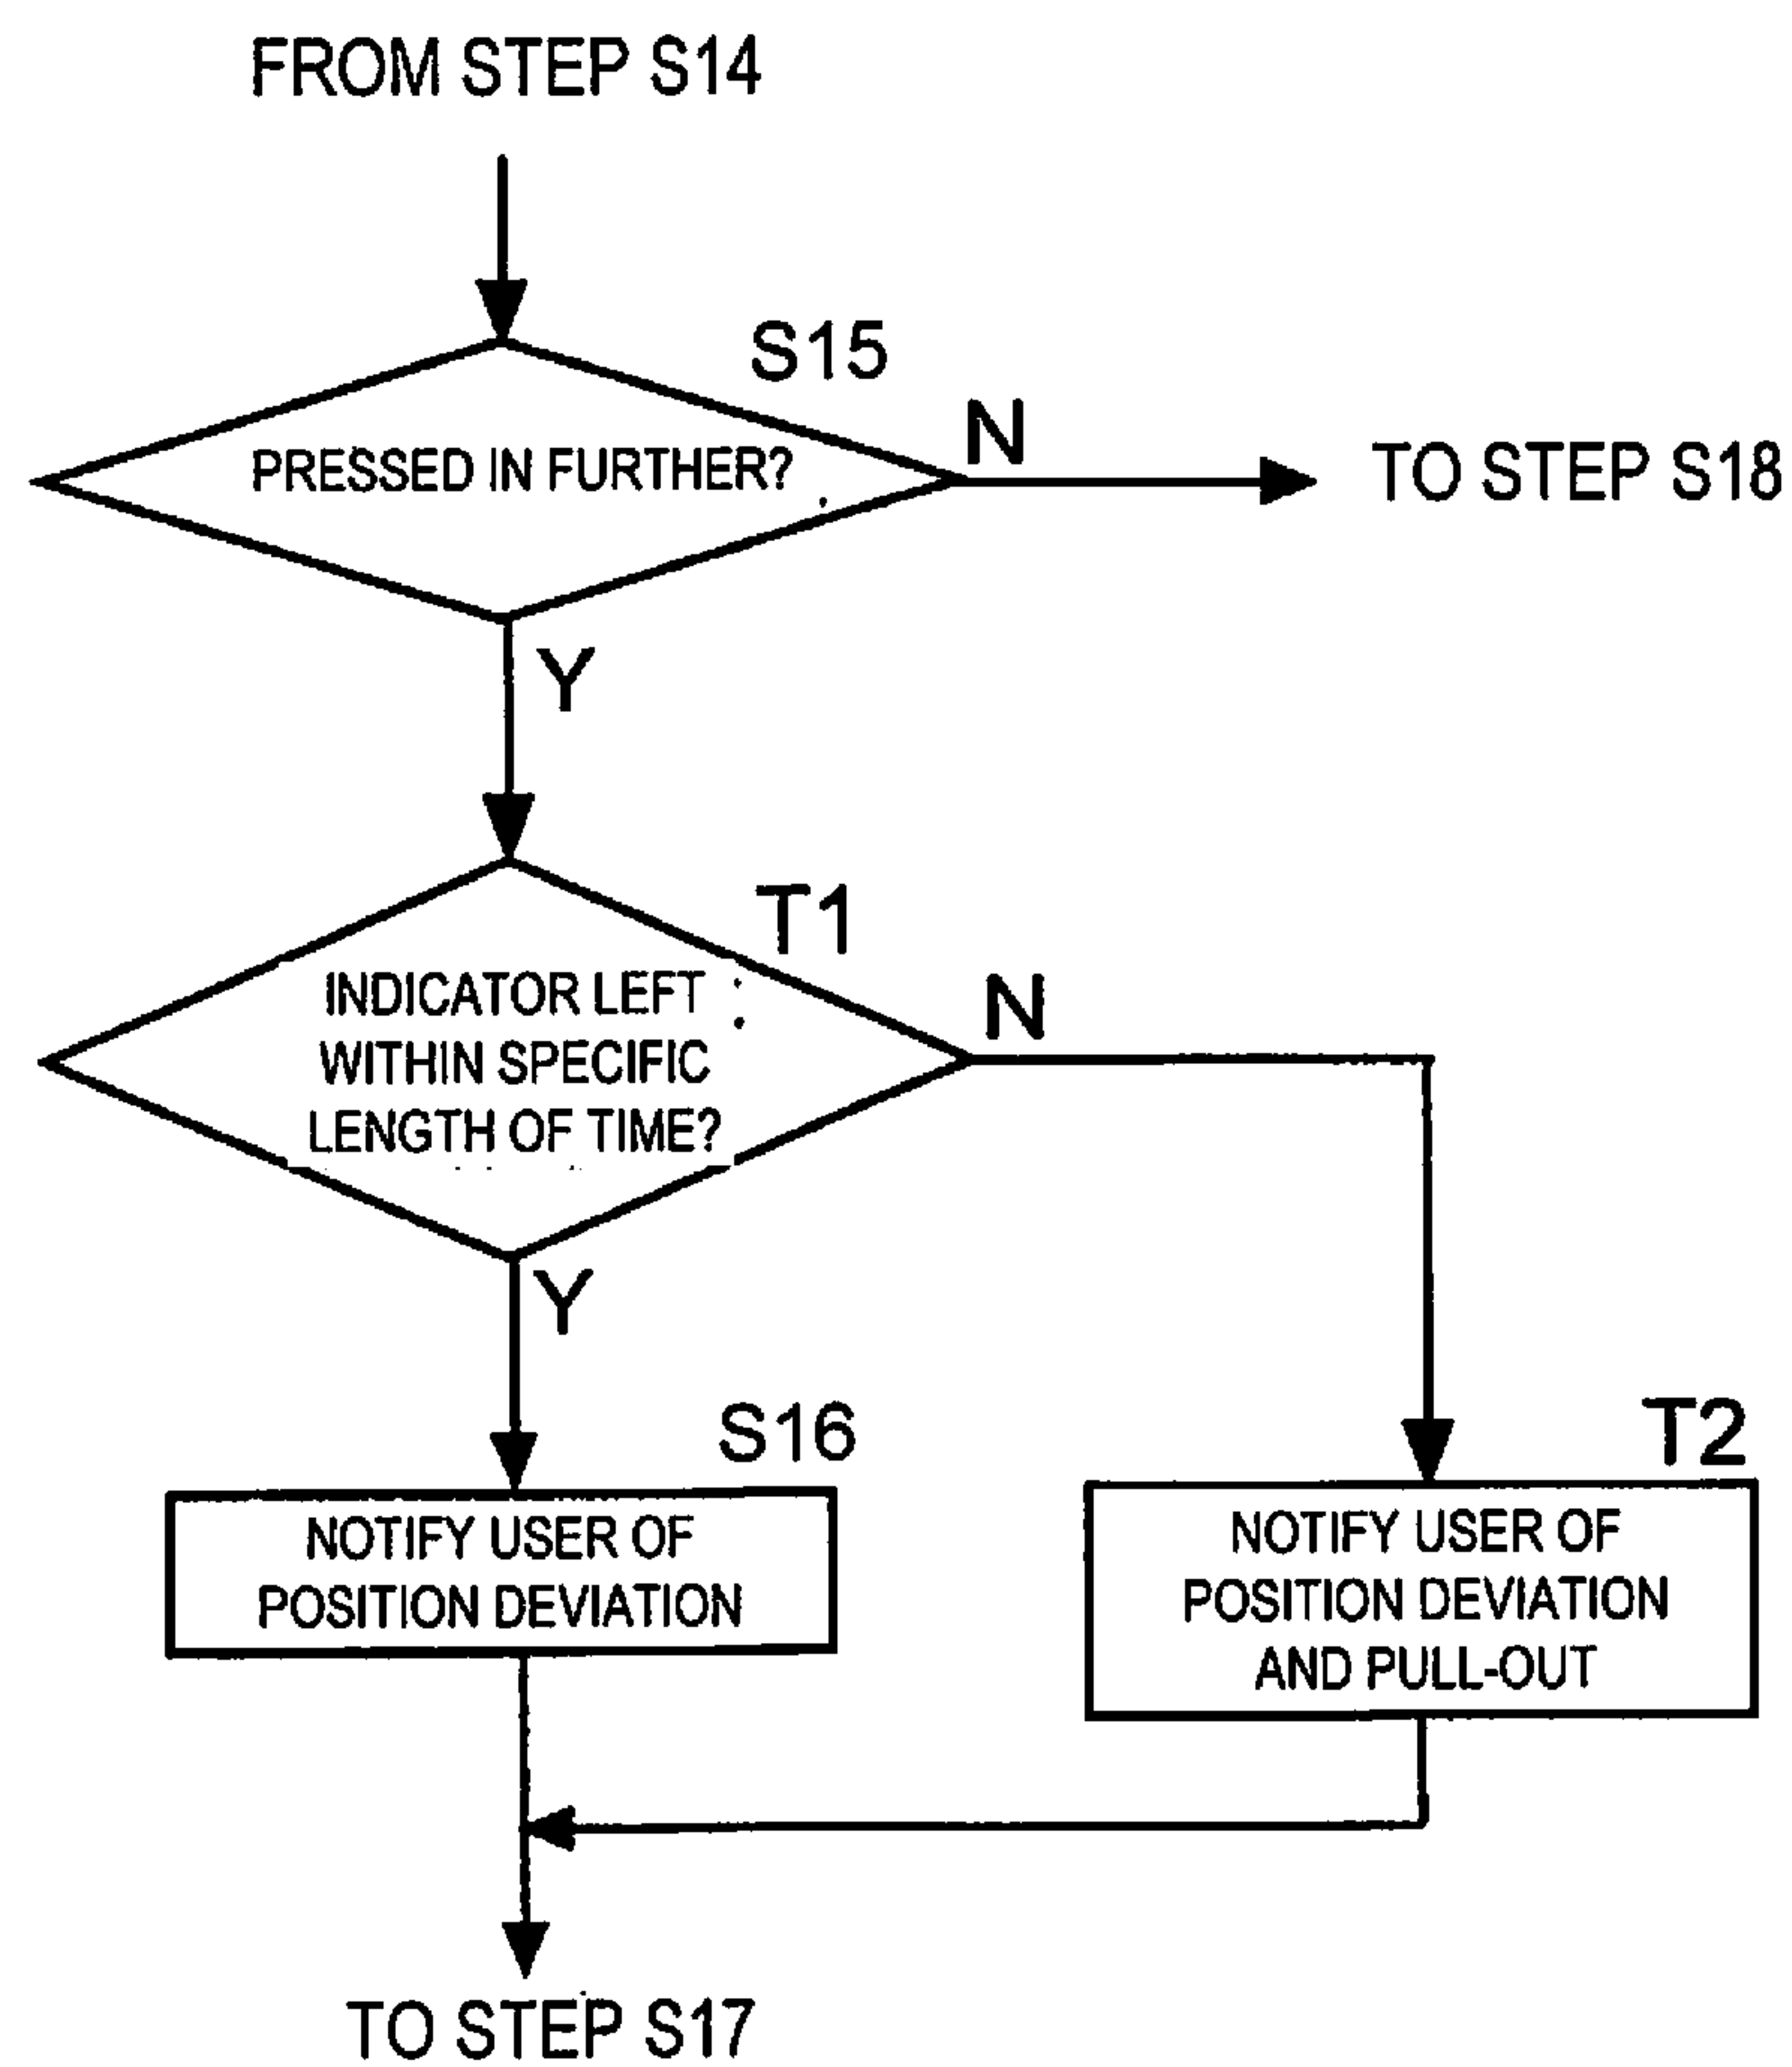 FROM STEP S14
S15
PRESSED IN FURTHER?
N
TO STEP S18
Y
T1
INDICATOR LEFT
WITHIN SPECIFIC
LENGTH OF TIME?
N
Y
S16
NOTIFY USER OF
POSITION DEVIATION
T2
NOTIFY USER OF
POSITION DEVIATION
AND PULL-OUT
TO STEP S17